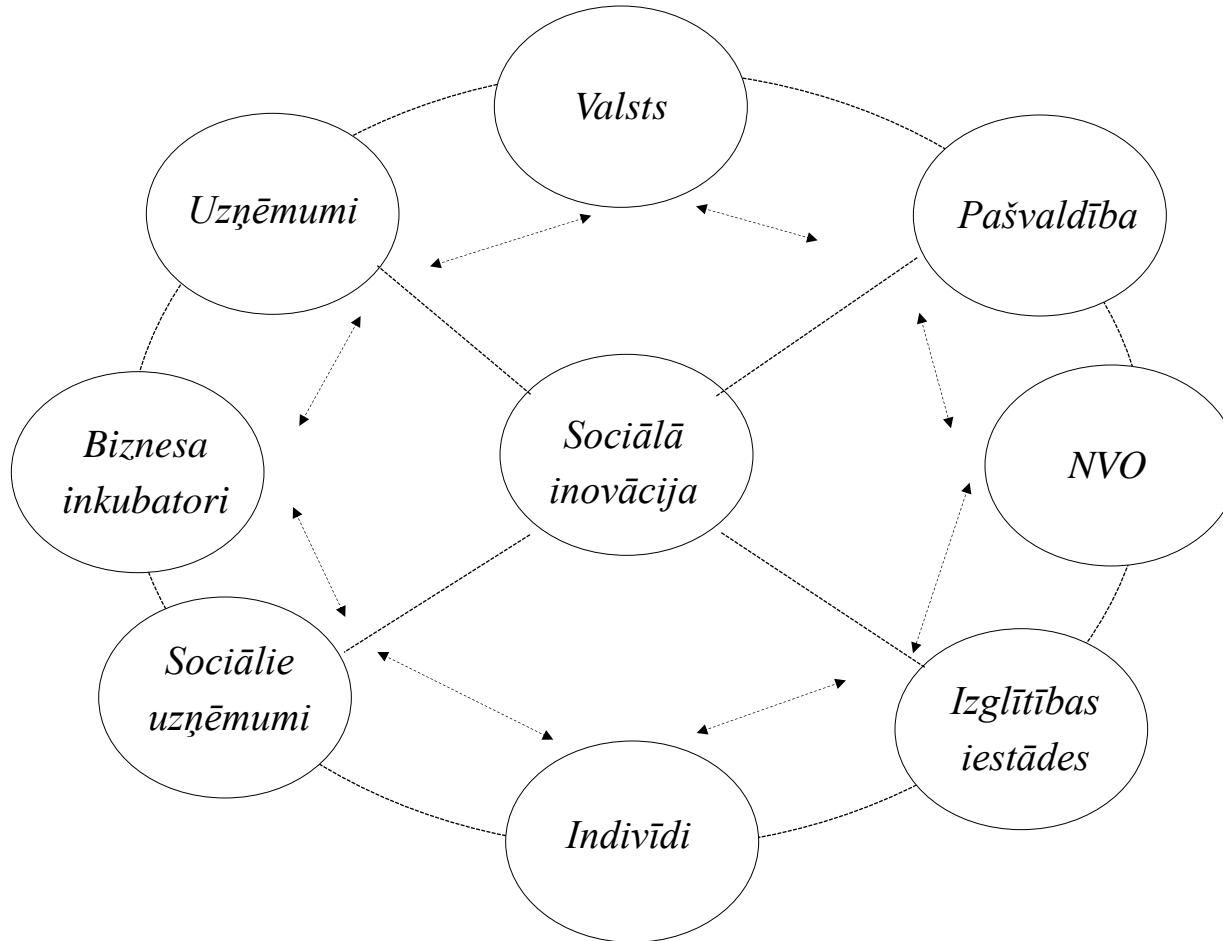 Valsts
Uzņēmumi
Pašvaldība
Biznesa
inkubatori
Sociālā
inovācija
NVO
Sociālie
uzņēmumi
Izglītības
iestādes
Indivīdi